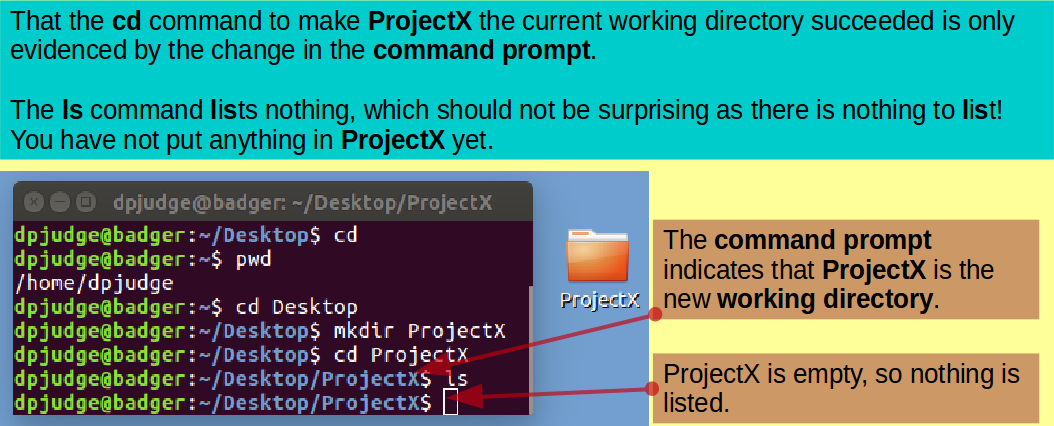 That the cd command to make ProjectX the current working directory succeeded is only
evidenced by the change in the command prompt.
The ls command lists nothing, which should not be surprising as there is nothing to list!
You have not put anything in ProjectX yet.
dpjudge@badger: ~/Desktop/ProjectX
dpjudge@badger:~/Desktop$ cd
dpjudge@badger:~$ pwd
/home/dpjudge
dpjudge@badger:~$ cd Desktop
dpjudge@badger:~/Desktop$ mkdir ProjectX
dpjudge@badger:~/Desktop$ cd ProjectX
dpjudge@badger:~/Desktop/ProjectX$ ls
dpjudge@badger:~/Desktop/ProjectX$
ProjectX
The command prompt
indicates that ProjectX is the
new working directory.
ProjectX is empty, so nothing is
listed.